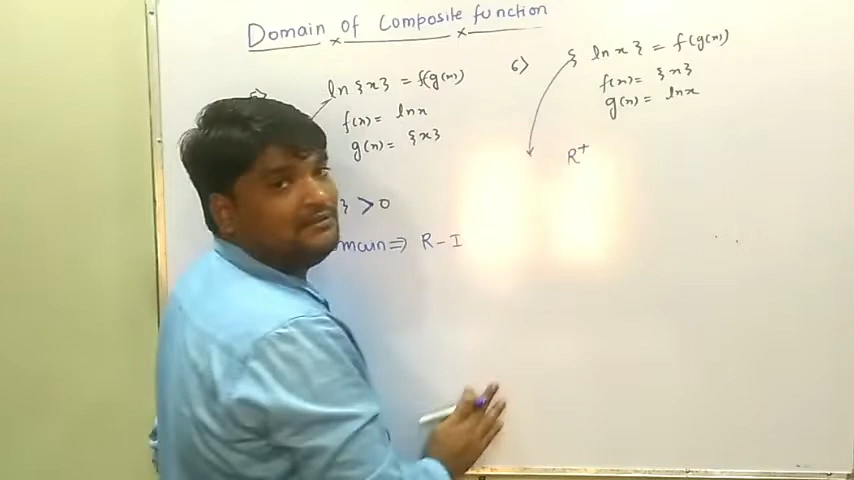 Domain of Composite function
ln {x} = f(g(x))
f(x) = ln x
g(x) = {x}
} > 0
main ⇒ R - I
6) { ln x } = f(g(x))
f(x) = {x}
g(x) = ln x
R+